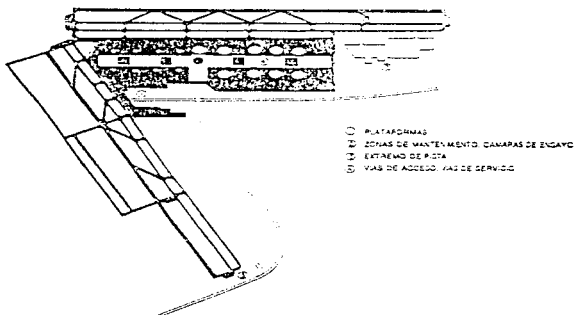 PLATAFORMAS
ZONAS DE MANTENIMIENTO, CAMARAS DE ENSAYO
EXTREMO DE PISTA
VIAS DE ACCESO, VIAS DE SERVICIO